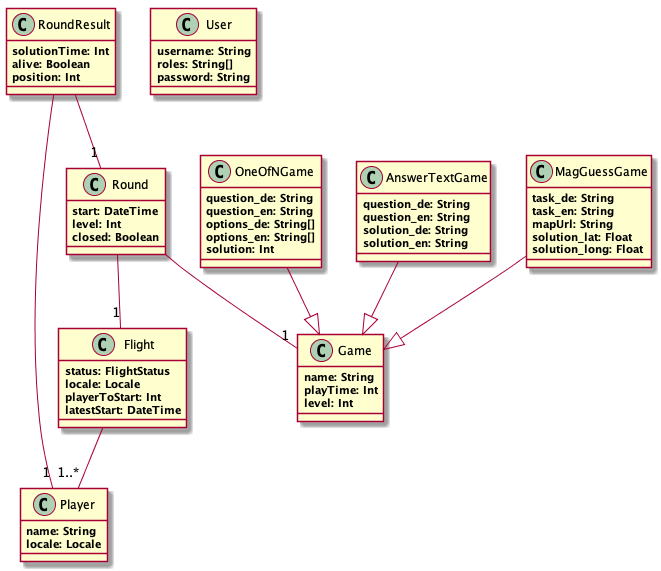 C RoundResult
solutionTime: Int
alive: Boolean
position: Int
C User
username: String
roles: String[]
password: String
1
C Round
start: DateTime
level: Int
closed: Boolean
C OneOfNGame
question_de: String
question_en: String
options_de: String[]
options_en: String[]
solution: Int
C AnswerTextGame
question_de: String
question_en: String
solution_de: String
solution_en: String
C MagGuessGame
task_de: String
task_en: String
mapUrl: String
solution_lat: Float
solution_long: Float
1
1
C Flight
status: FlightStatus
locale: Locale
playerToStart: Int
latestStart: DateTime
C Game
name: String
playTime: Int
level: Int
1
1..*
C Player
name: String
locale: Locale